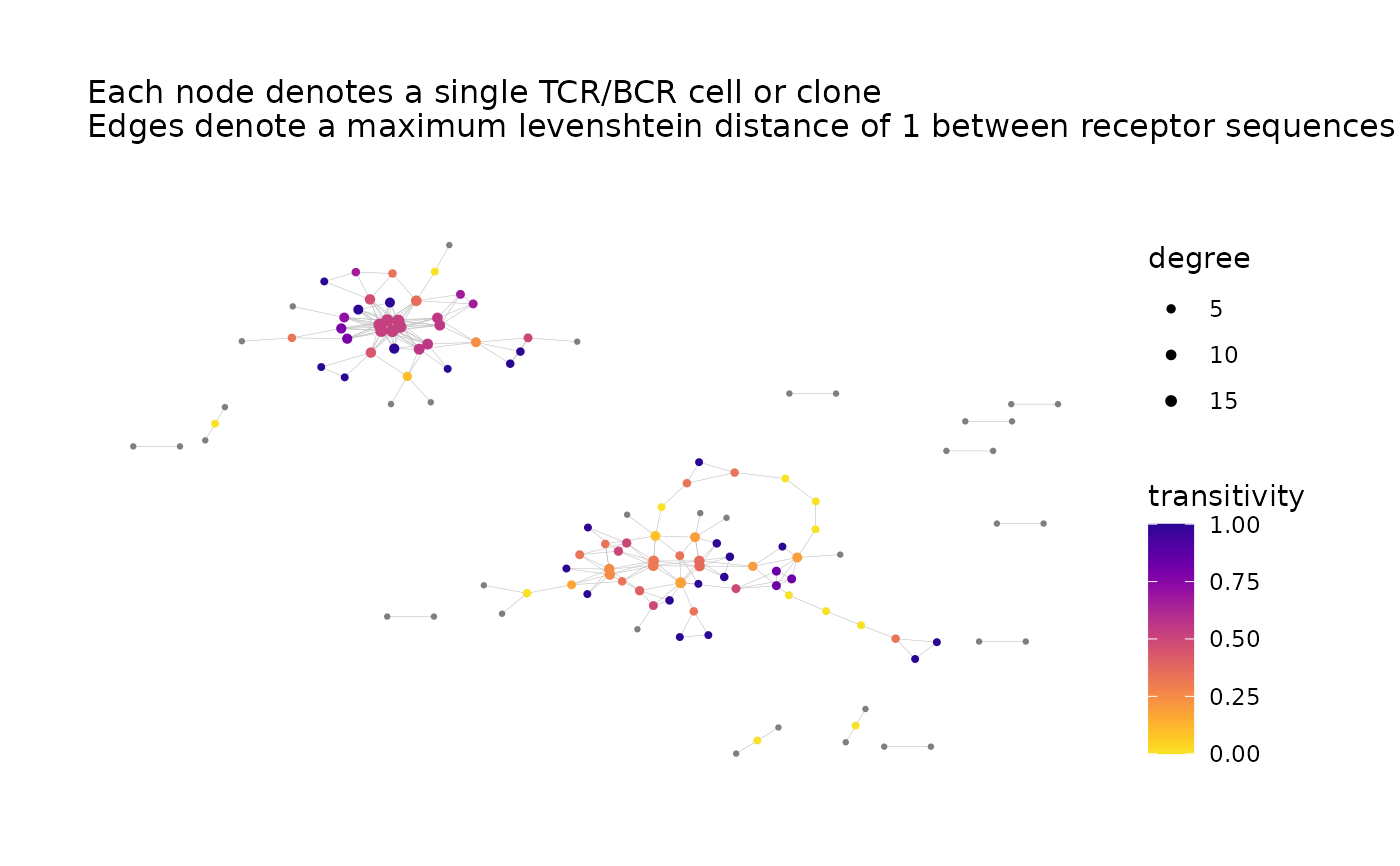 Each node denotes a single TCR/BCR cell or clone
Edges denote a maximum levenshtein distance of 1 between receptor sequences
degree
5
10
15
transitivity
1.00
0.75
0.50
0.25
0.00